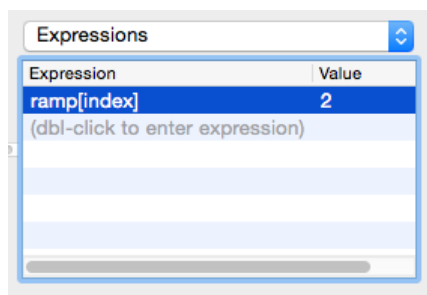 Expressions
Expression Value
ramp[index] 2
(dbl-click to enter expression)